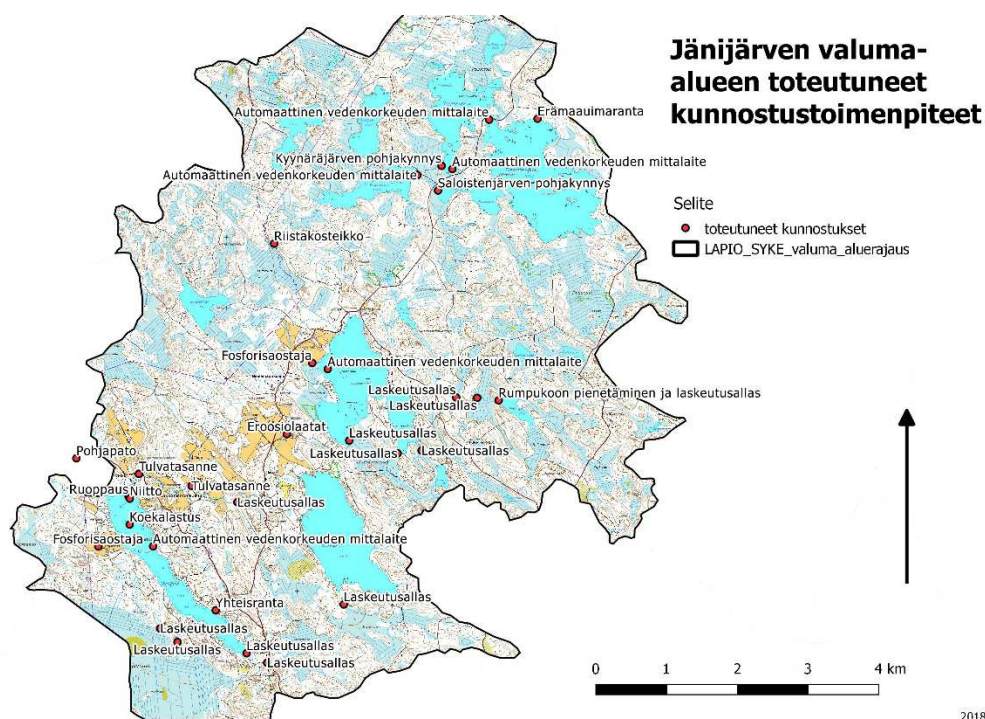 Jänijärven valuma-
alueen toteutuneet
kunnostustoimenpiteet
Selite
toteutuneet kunnostukset
LAPIO_SYKE_valuma_aluerajaus
Automaattinen vedenkorkeuden mittalaite
Erämaauimaranta
Kyynäräjärven pohjakynnys
Automaattinen vedenkorkeuden mittalaite
Automaattinen vedenkorkeuden mittalaite
Saloistenjärven pohjakynnys
Riistakosteikko
Fosforisaostaja
Automaattinen vedenkorkeuden mittalaite
Laskeutusallas
Rumpukoon pienetäminen ja laskeutusallas
Laskeutusallas
Eroosiolaatat
Laskeutusallas
Laskeutusallas
Laskeutusallas
Pohjapato
Tulvatasanne
Tulvatasanne
Ruoppaus
Niitto
Laskeutusallas
Koekalastus
Fosforisaostaja
Automaattinen vedenkorkeuden mittalaite
Laskeutusallas
Yhteisranta
Laskeutusallas
Laskeutusallas
Laskeutusallas
Laskeutusallas
0 1 2 3 4 km
2018